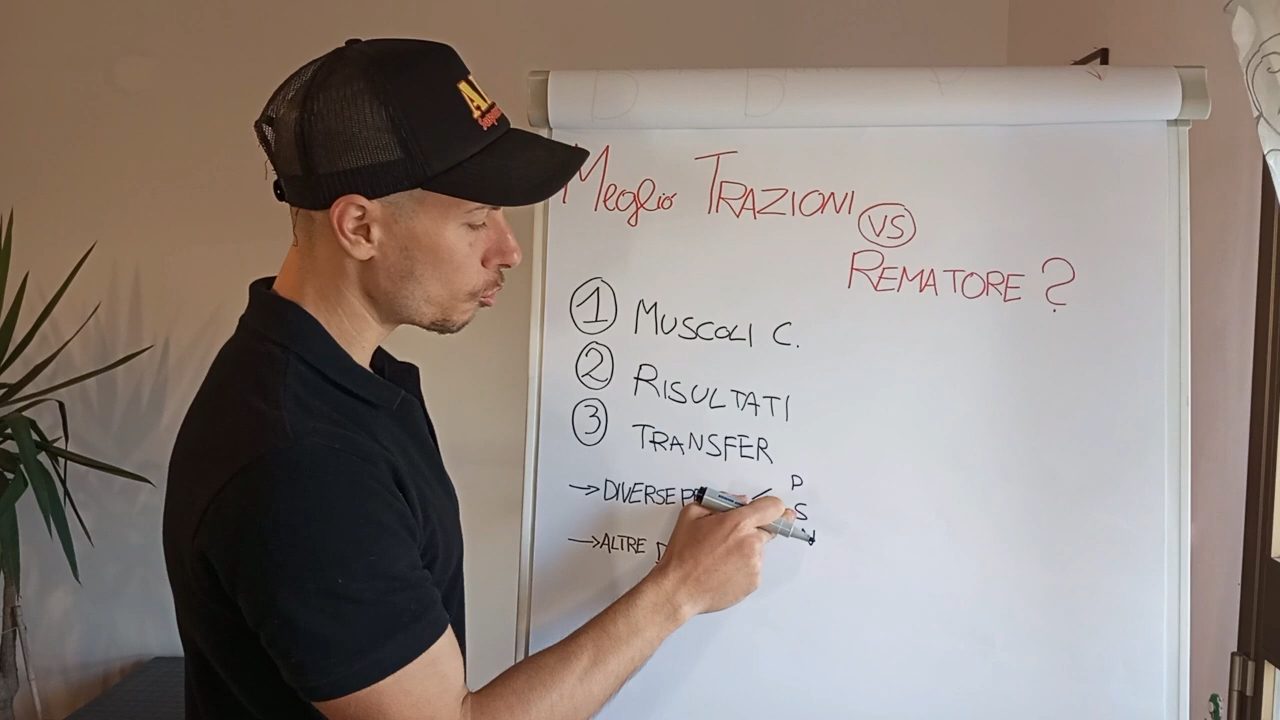 Meglio TRAZIONI
VS
REMATORE?
1 MUSCOLI C.
2 RISULTATI
3 TRANSFER
→DIVERSE P
S
→ALTRE